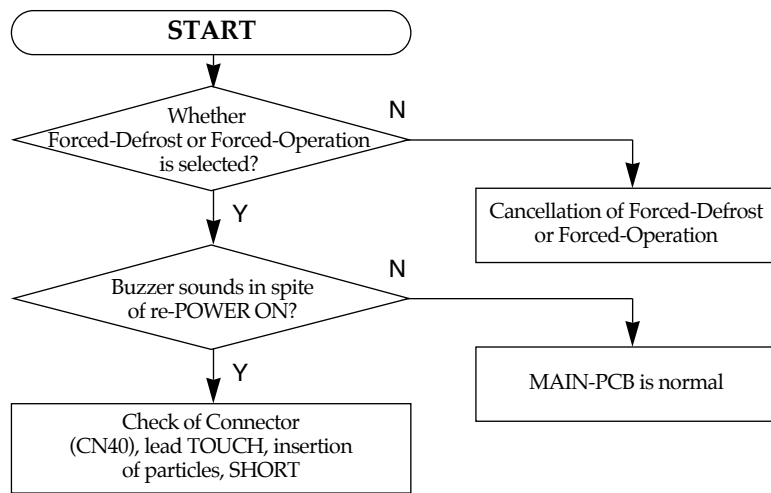 START
Whether
Forced-Defrost or Forced-Operation
is selected?
N
Cancellation of Forced-Defrost
or Forced-Operation
Y
Buzzer sounds in spite
of re-POWER ON?
N
MAIN-PCB is normal
Y
Check of Connector
(CN40), lead TOUCH, insertion
of particles, SHORT